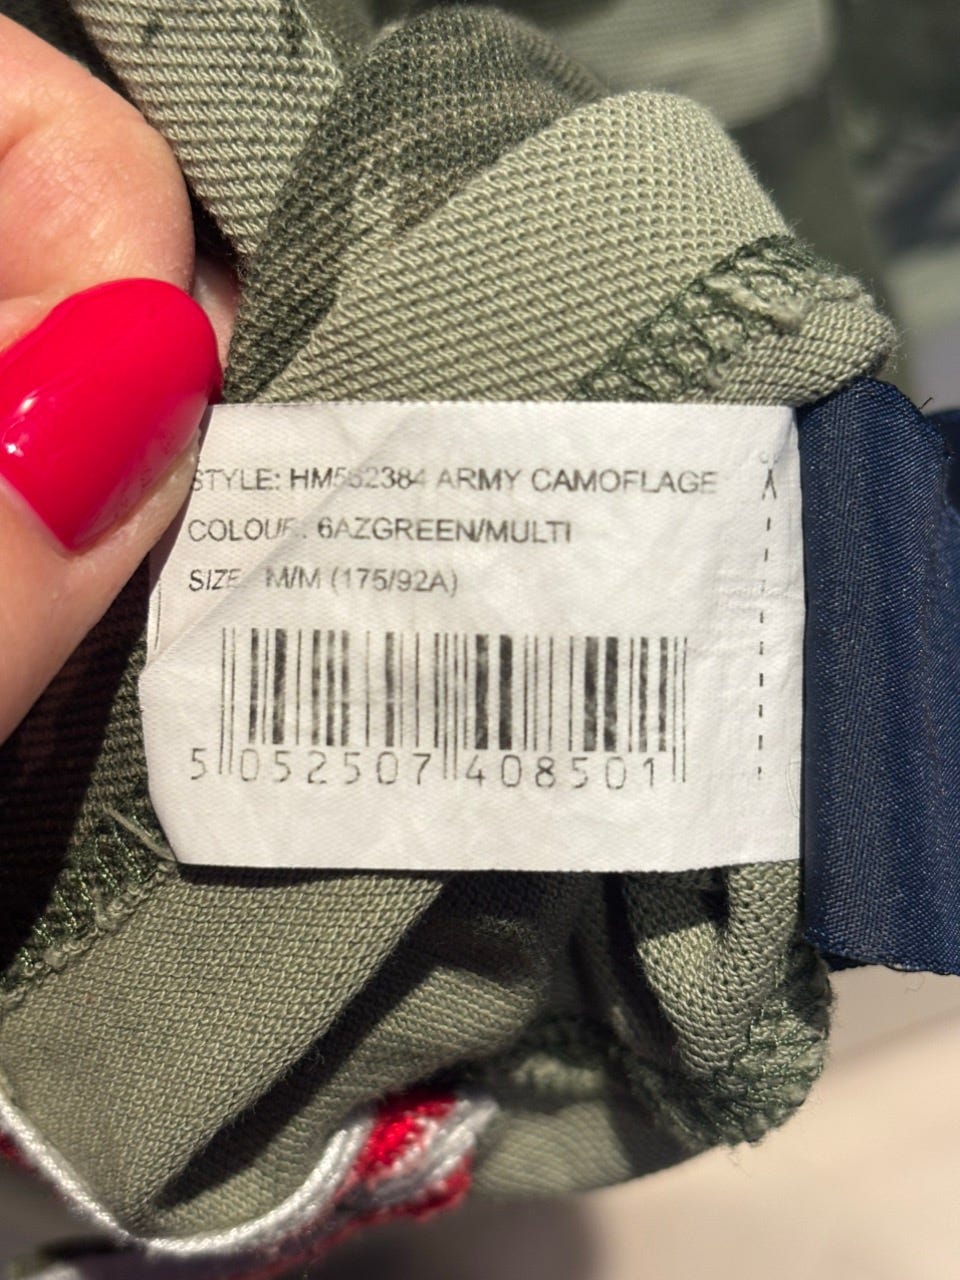 STYLE: HM562384 ARMY CAMOFLAGE
COLOUR: 6AZGREEN/MULTI
SIZE: M/M (175/92A)
5 052507 408501